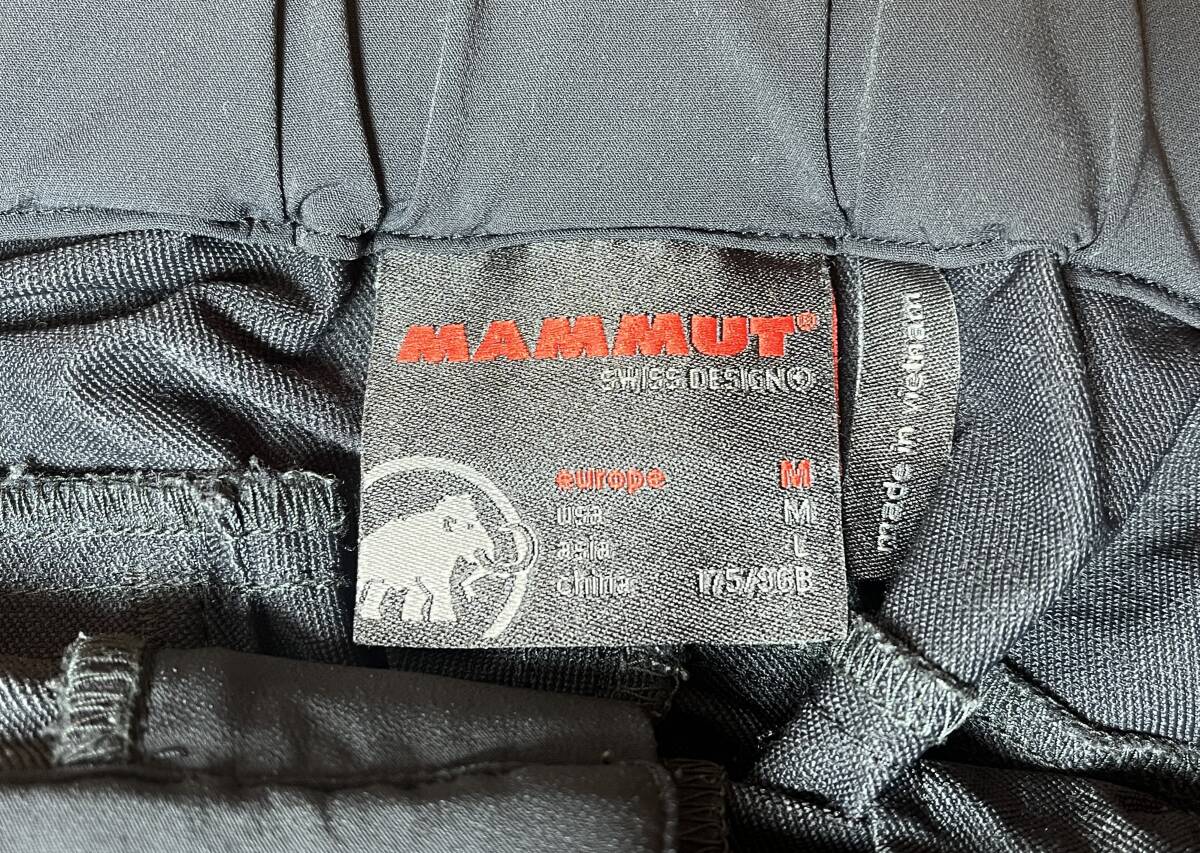 MAMMUT®
SWISS DESIGN
europe M
usa M
asia L
china 175/96B
made in vietnam